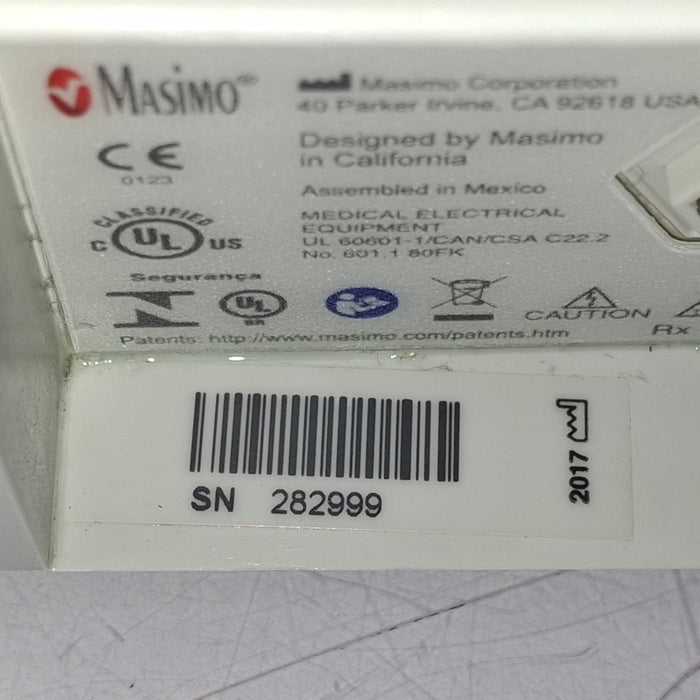 MASiMO®
Masimo Corporation
40 Parker Irvine, CA 92618 USA
CE
0123
Designed by Masimo
in California
Assembled in Mexico
CLASSIFIED
C UL US
MEDICAL ELECTRICAL
EQUIPMENT
UL 60601-1/CAN/CSA C22.2
No. 601.1 80FK
Segurança
UL
BR
CAUTION
Rx
Patents: http://www.masimo.com/patents.htm
SN 282999
2017